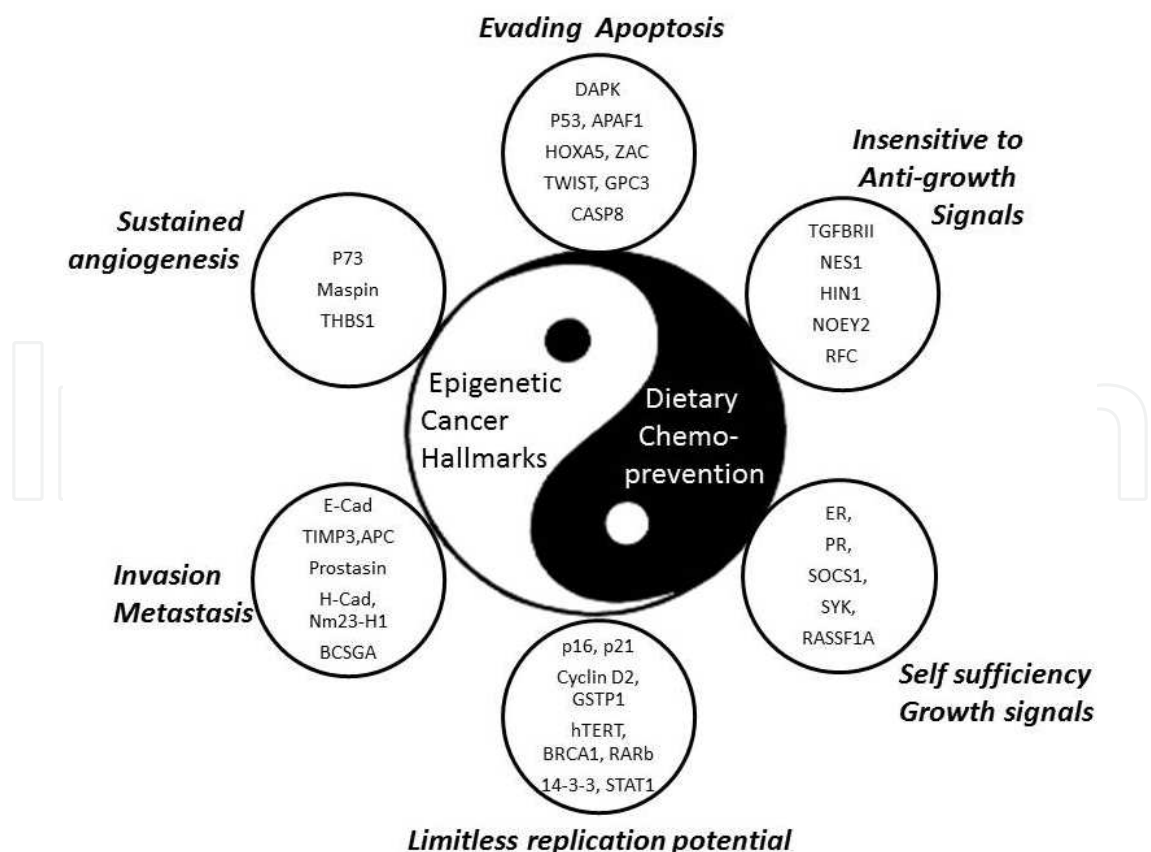 Evading Apoptosis
DAPK
P53, APAF1
HOXA5, ZAC
TWIST, GPC3
CASP8
Insensitive to
Anti-growth
Signals
TGFBRII
NES1
HIN1
NOEY2
RFC
Sustained
angiogenesis
P73
Maspin
THBS1
Epigenetic
Cancer
Hallmarks
Dietary
Chemo-
prevention
Invasion
Metastasis
E-Cad
TIMP3,APC
Prostasin
H-Cad,
Nm23-H1
BCSGA
ER,
PR,
SOCS1,
SYK,
RASSF1A
Self sufficiency
Growth signals
p16, p21
Cyclin D2,
GSTP1
hTERT,
BRCA1, RARb
14-3-3, STAT1
Limitless replication potential